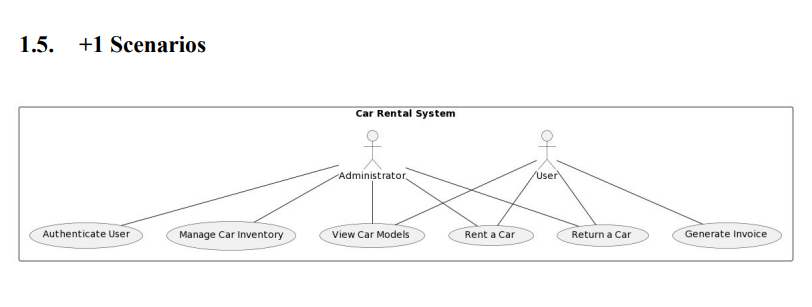 1.5. +1 Scenarios
Car Rental System
Administrator
User
Authenticate User
Manage Car Inventory
View Car Models
Rent a Car
Return a Car
Generate Invoice